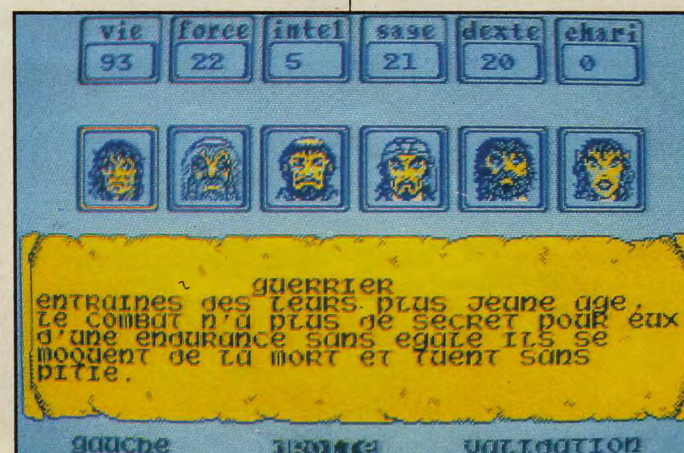 vie force intel sage dexte chari
93 22 5 21 20 0
GUERRIER
ENTRAINES DES LEURS PLUS JEUNE AGE,
LE COMBAT N'A PLUS DE SECRET POUR EUX
D'UNE ENDURANCE SANS EGALE ILS SE
MOQUENT DE LA MORT ET TUENT SANS
PITIE.
GAUCHE VALIDATION